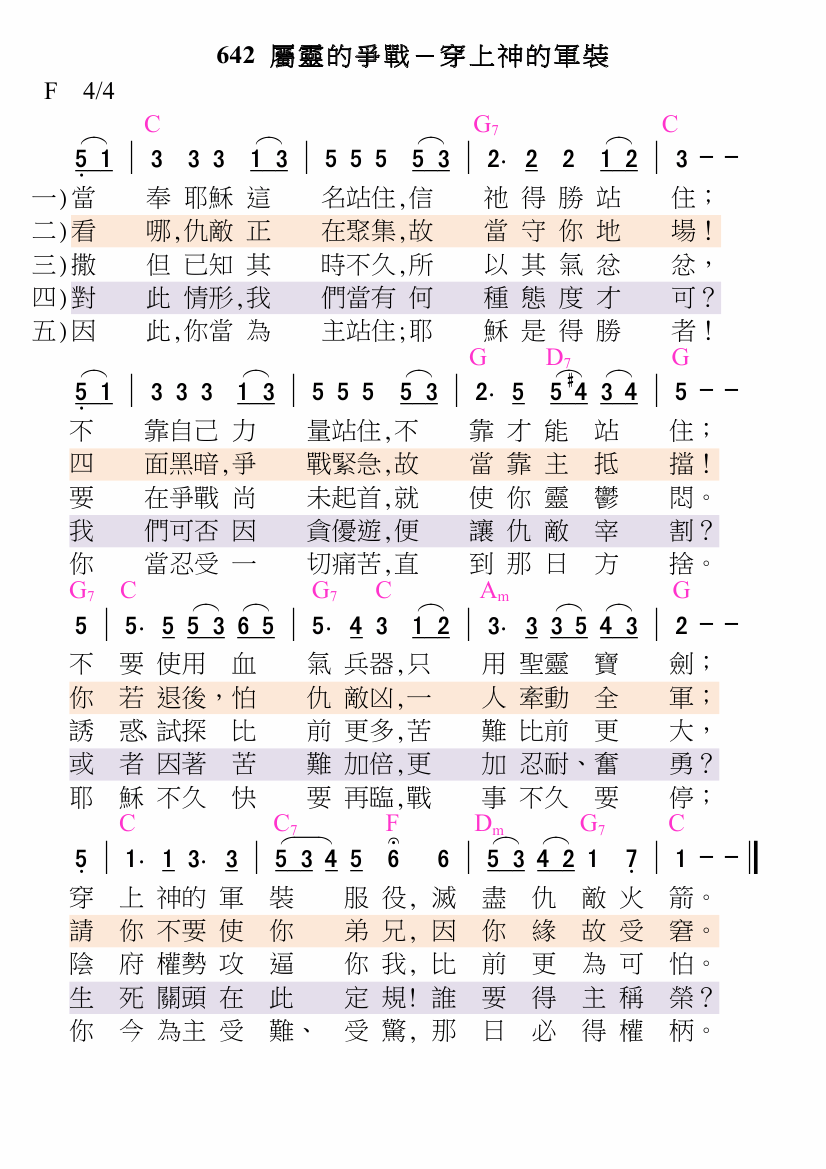 642 屬靈的爭戰－穿上神的軍裝
F 4/4
C G7 C
5 1 | 3 3 3 1 3 | 5 5 5 5 3 | 2. 2 2 1 2 | 3 － －
一)當 奉 耶穌 這 名站住,信 祂 得 勝 站 住；
二)看 哪,仇敵 正 在聚集,故 當 守 你 地 場！
三)撒 但 已知 其 時不久,所 以 其 氣 忿 忿，
四)對 此 情形,我 們當有 何 種 態 度 才 可？
五)因 此,你當 為 主站住;耶 穌 是 得 勝 者！
G D7 G
5 1 | 3 3 3 1 3 | 5 5 5 5 3 | 2. 5 5 #4 3 4 | 5 － －
不 靠自己 力 量站住,不 靠 才 能 站 住；
四 面黑暗,爭 戰緊急,故 當 靠 主 抵 擋！
要 在爭戰 尚 未起首,就 使 你 靈 鬱 悶。
我 們可否 因 貪優遊,便 讓 仇 敵 宰 割？
你 當忍受 一 切痛苦,直 到 那 日 方 捨。
G7 C G7 C Am G
5 | 5. 5 5 3 6 5 | 5. 4 3 1 2 | 3. 3 3 5 4 3 | 2 － －
不 要 使用 血 氣 兵器,只 用 聖靈 寶 劍；
你 若 退後，怕 仇 敵凶,一 人 牽動 全 軍；
誘 惑、試探 比 前 更多,苦 難 比前 更 大，
或 者 因著 苦 難 加倍,更 加 忍耐、奮 勇？
耶 穌 不久 快 要 再臨,戰 事 不久 要 停；
C C7 F Dm G7 C
5 | 1. 1 3. 3 | 5 3 4 5 6 6 | 5 3 4 2 1 7 | 1 － －
穿 上 神的 軍 裝 服 役, 滅 盡 仇 敵 火 箭。
請 你 不要 使 你 弟 兄, 因 你 緣 故 受 窘。
陰 府 權勢 攻 逼 你 我, 比 前 更 為 可 怕。
生 死 關頭 在 此 定 規! 誰 要 得 主 稱 榮？
你 今 為主 受 難、 受 驚, 那 日 必 得 權 柄。